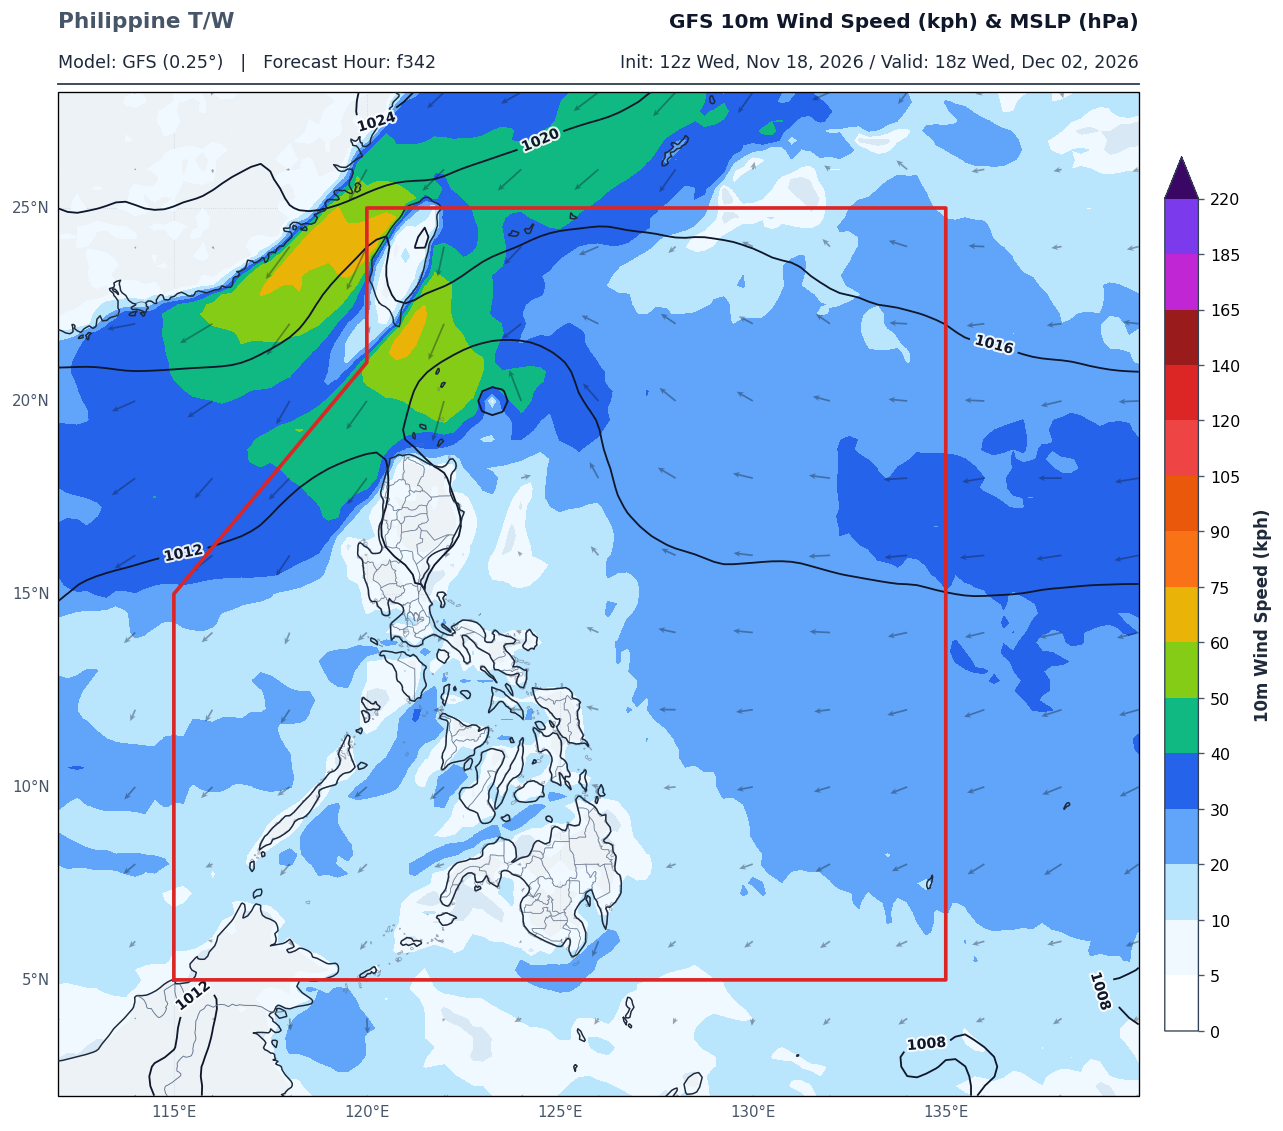 Philippine T/W
GFS 10m Wind Speed (kph) & MSLP (hPa)
Model: GFS (0.25°) | Forecast Hour: f342
Init: 12z Wed, Nov 18, 2026 / Valid: 18z Wed, Dec 02, 2026
1024
1020
1016
1012
1012
1008
1008
25°N
20°N
15°N
10°N
5°N
115°E
120°E
125°E
130°E
135°E
220
185
165
140
120
105
90
75
60
50
40
30
20
10
5
0
10m Wind Speed (kph)